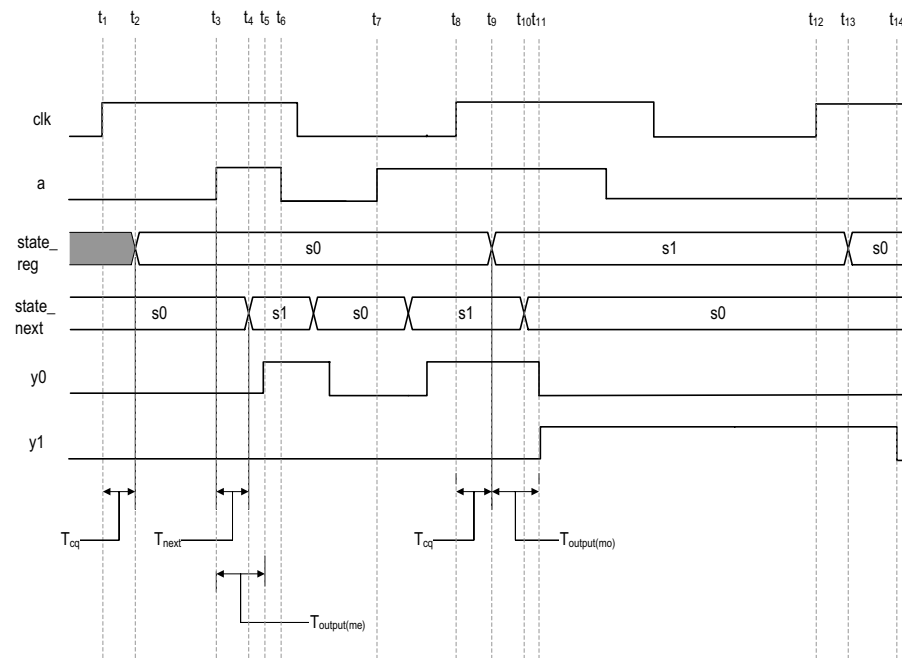 t1 t2 t3 t4 t5 t6 t7 t8 t9 t10 t11 t12 t13 t14
clk
a
state_
reg
s0 s1 s0
state_
next
s0 s1 s0 s1 s0
y0
y1
Tcq Tnext Tcq Toutput(mo)
Toutput(me)